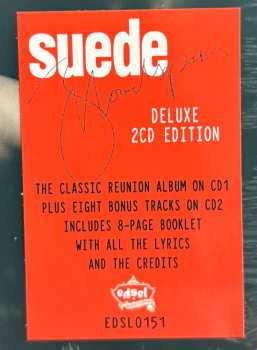 suede
DELUXE
2CD EDITION
THE CLASSIC REUNION ALBUM ON CD1
PLUS EIGHT BONUS TRACKS ON CD2
INCLUDES 8-PAGE BOOKLET
WITH ALL THE LYRICS
AND THE CREDITS
edsel
EDSL0151